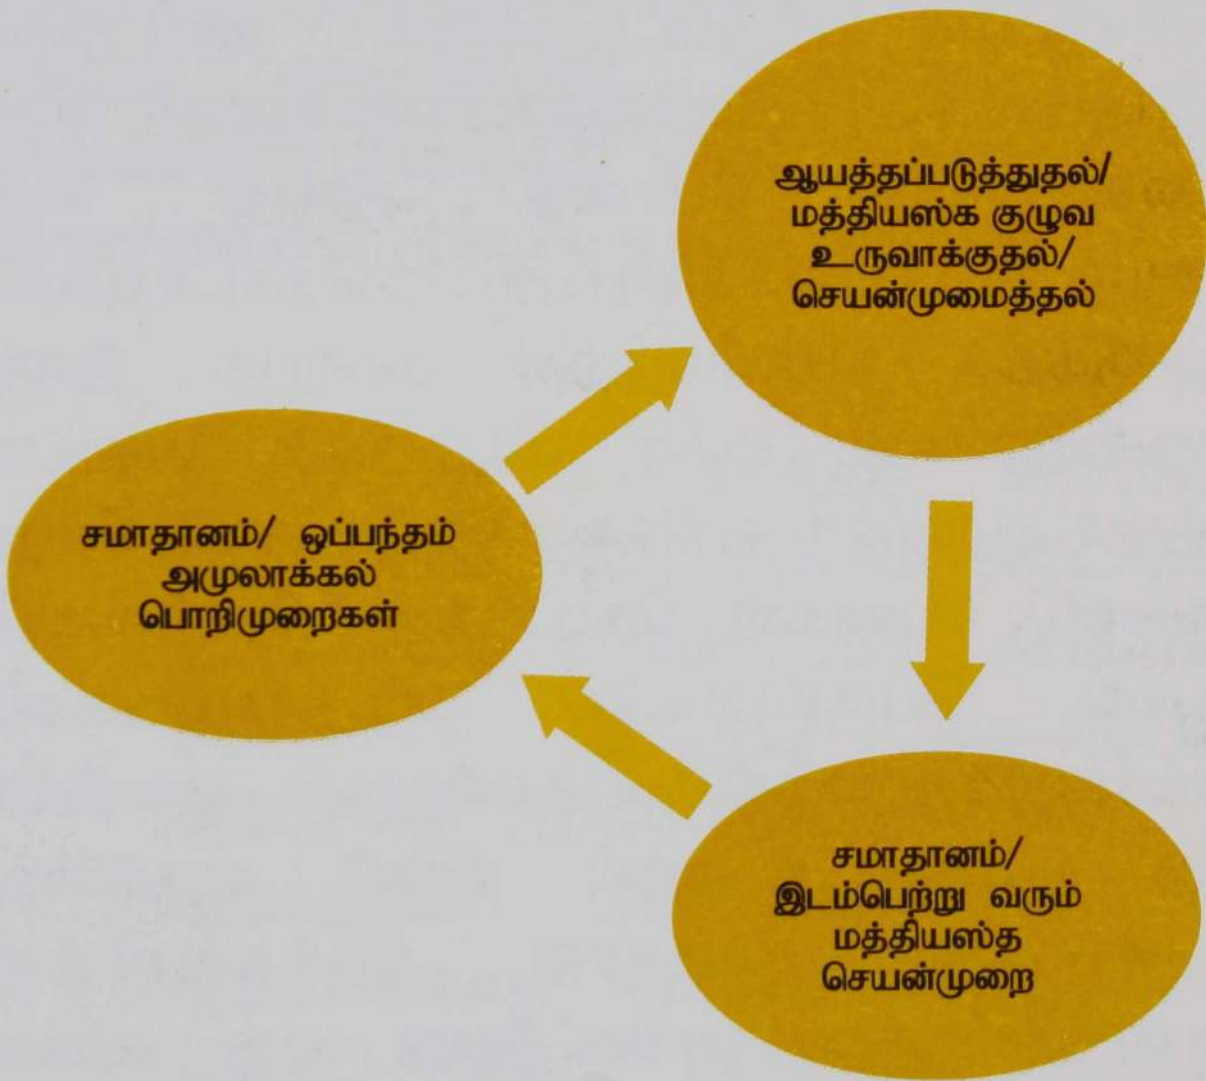 ஆயத்தப்படுத்துதல்/
மத்தியஸ்க குழுவ
உருவாக்குதல்/
செயன்முமைத்தல்
சமாதானம்/ ஒப்பந்தம்
அமுலாக்கல்
பொறிமுறைகள்
சமாதானம்/
இடம்பெற்று வரும்
மத்தியஸ்த
செயன்முறை